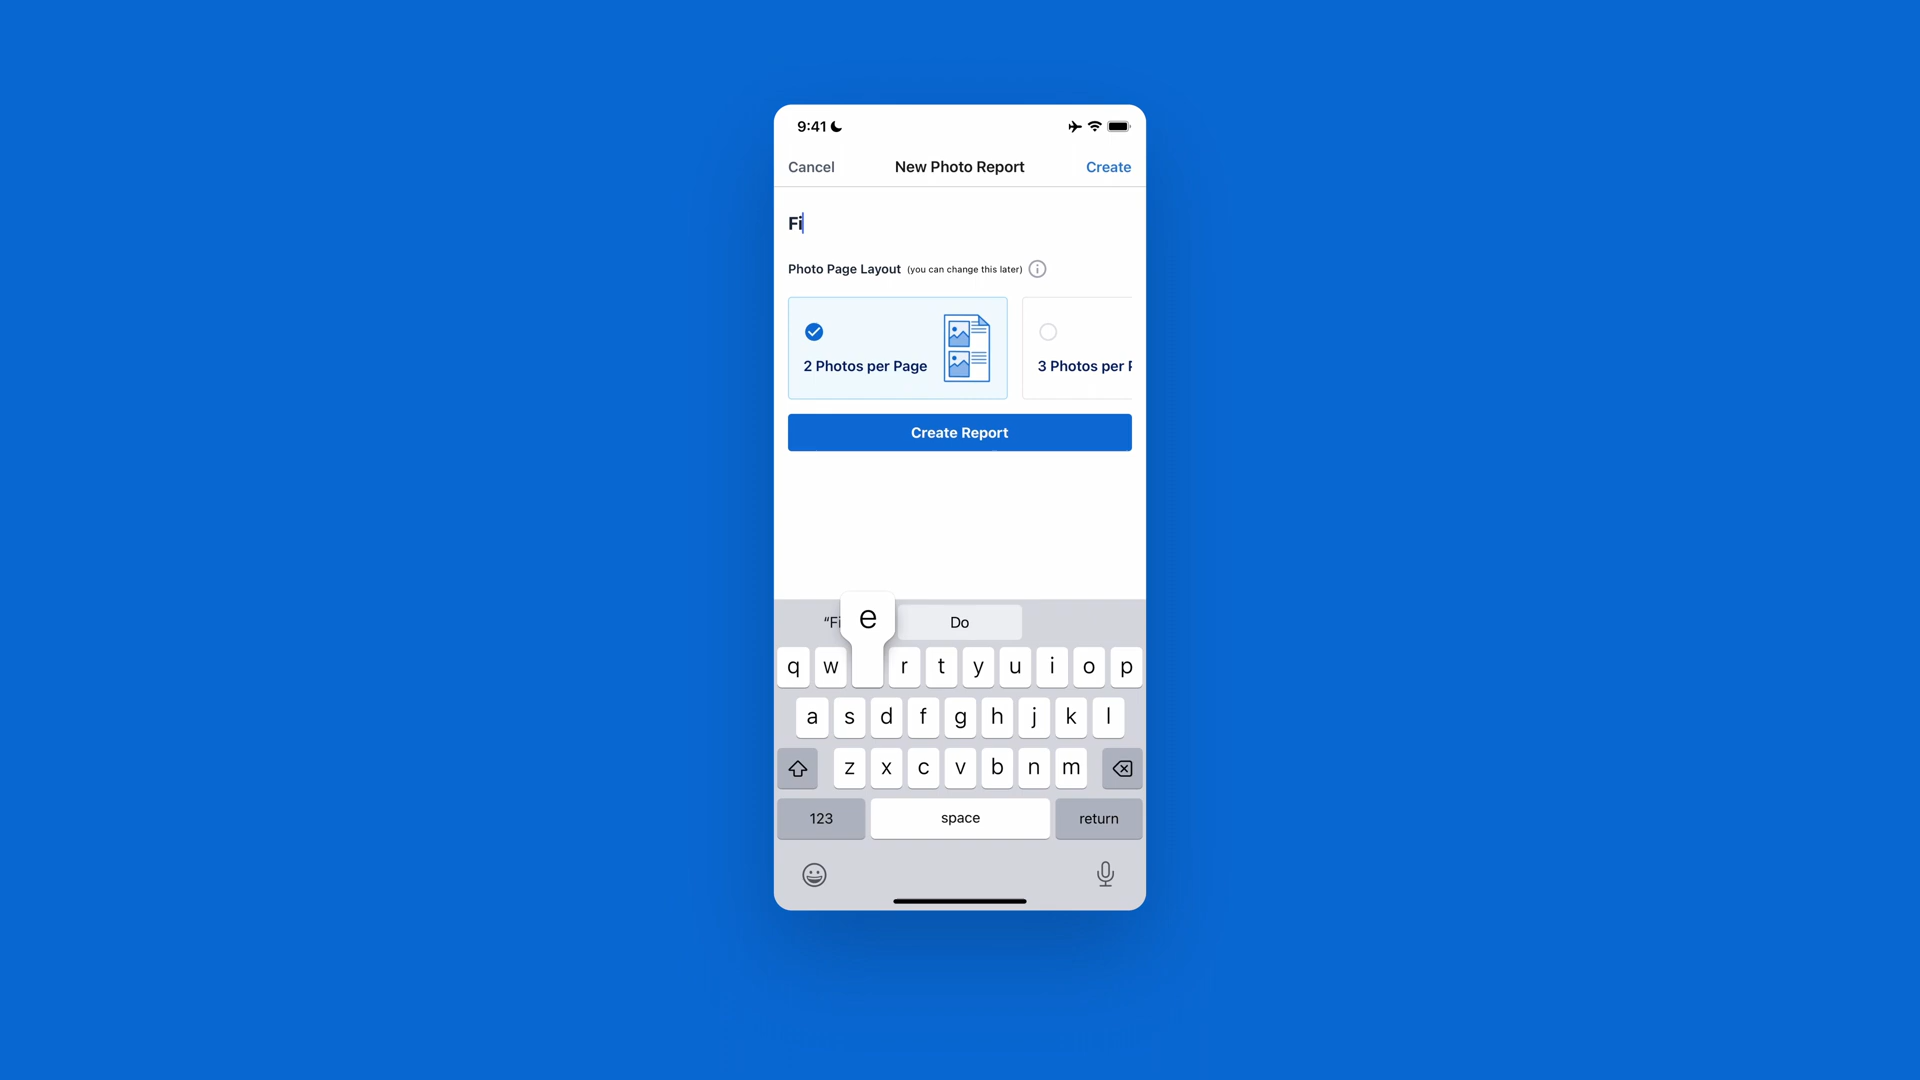 9:41
Cancel New Photo Report Create
Fi
Photo Page Layout (you can change this later)
2 Photos per Page
3 Photos per
Create Report
“Fi Do
e
q w r t y u i o p
a s d f g h j k l
z x c v b n m
123 space return